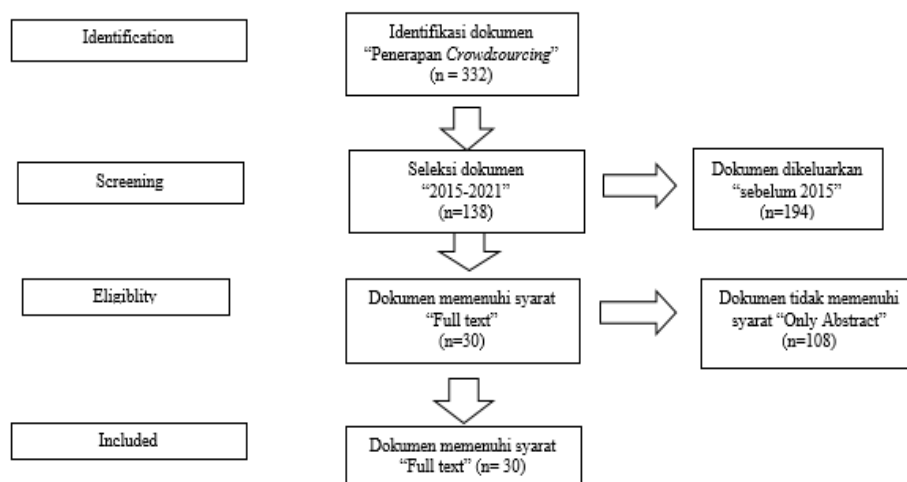 Identification
Identifikasi dokumen
“Penerapan Crowdsourcing”
(n = 332)
Screening
Seleksi dokumen
“2015-2021”
(n=138)
Dokumen dikeluarkan
“sebelum 2015”
(n=194)
Eligiblity
Dokumen memenuhi syarat
“Full text”
(n=30)
Dokumen tidak memenuhi
syarat “Only Abstract”
(n=108)
Included
Dokumen memenuhi syarat
“Full text” (n= 30)